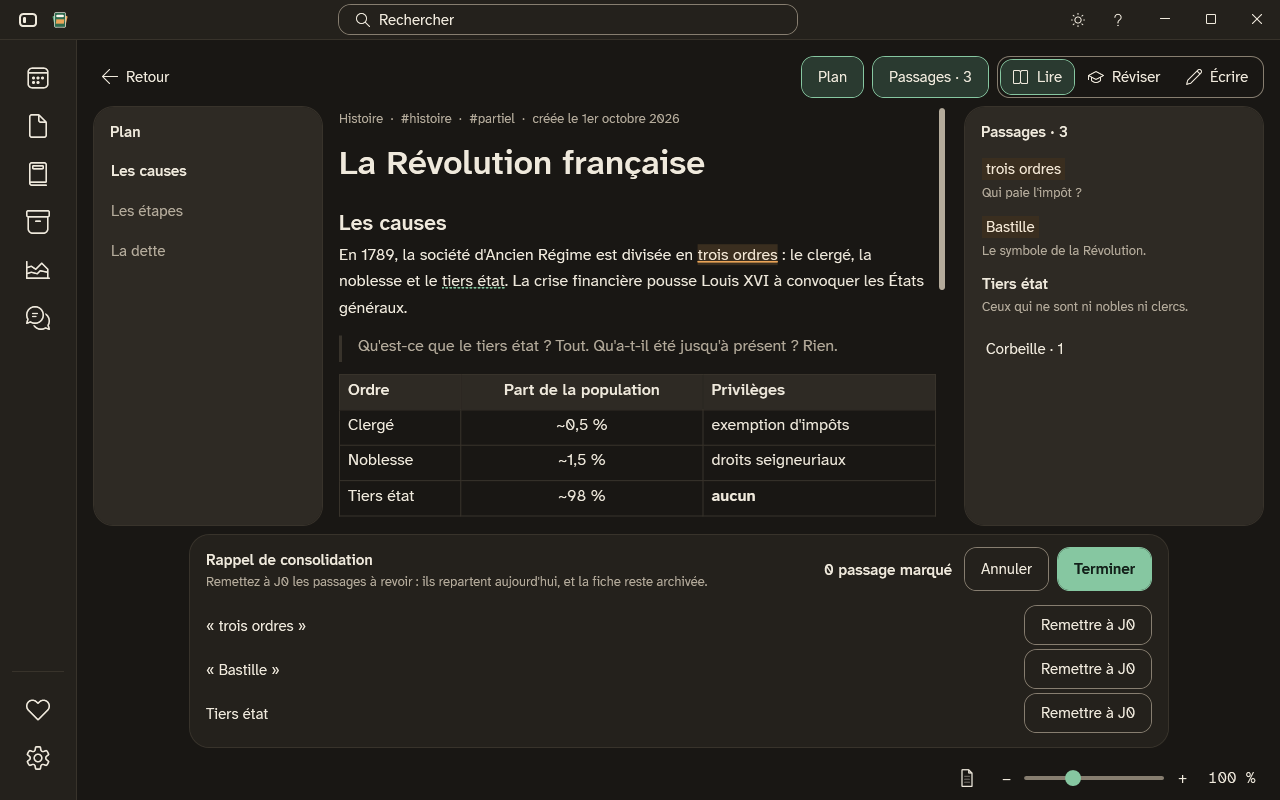 Rechercher
?
Retour
Plan
Passages · 3
Lire
Réviser
Écrire
Plan
Les causes
Les étapes
La dette
Histoire · #histoire · #partiel · créée le 1er octobre 2026
La Révolution française
Les causes
En 1789, la société d'Ancien Régime est divisée en trois ordres : le clergé, la
noblesse et le tiers état. La crise financière pousse Louis XVI à convoquer les États
généraux.
Qu'est-ce que le tiers état ? Tout. Qu'a-t-il été jusqu'à présent ? Rien.
Ordre Part de la population Privilèges
Clergé ~0,5 % exemption d'impôts
Noblesse ~1,5 % droits seigneuriaux
Tiers état ~98 % aucun
Passages · 3
trois ordres
Qui paie l'impôt ?
Bastille
Le symbole de la Révolution.
Tiers état
Ceux qui ne sont ni nobles ni clercs.
Corbeille · 1
Rappel de consolidation
Remettez à J0 les passages à revoir : ils repartent aujourd'hui, et la fiche reste archivée.
0 passage marqué
Annuler
Terminer
« trois ordres »
Remettre à J0
« Bastille »
Remettre à J0
Tiers état
Remettre à J0
− + 100 %